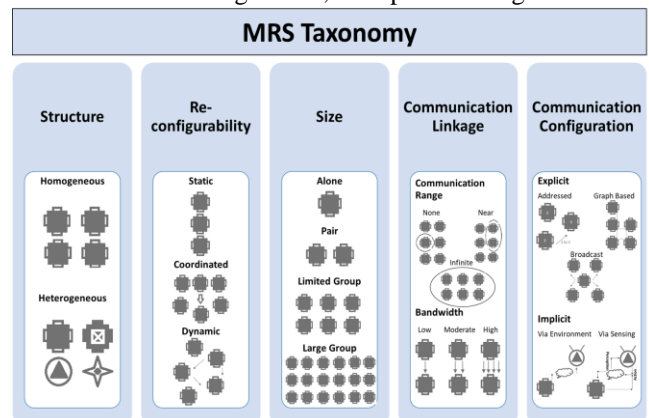 MRS Taxonomy
Structure
Homogeneous
Heterogeneous
Re-
configurability
Static
Coordinated
Dynamic
Size
Alone
Pair
Limited Group
Large Group
Communication
Linkage
Communication
Range
None Near
Infinite
Bandwidth
Low Moderate High
Communication
Configuration
Explicit
Addressed Graph Based
Broadcast
Implicit
Via Environment Via Sensing